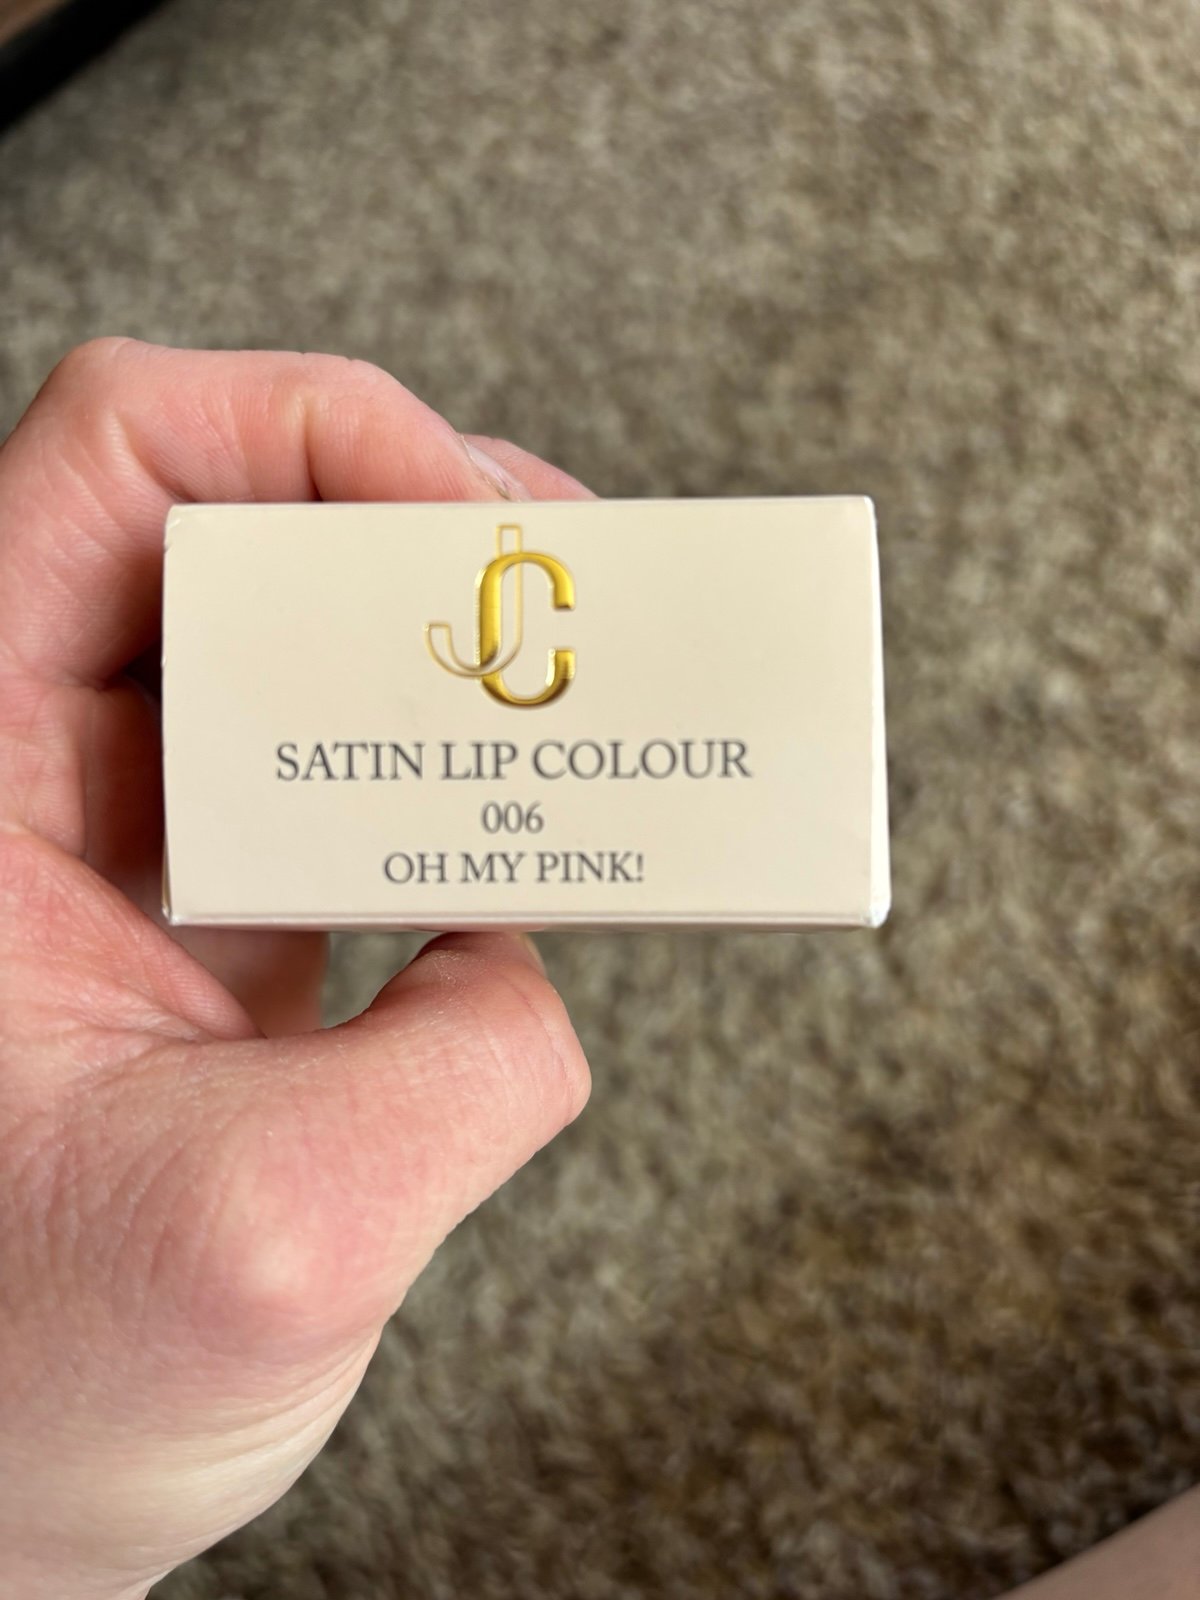 JC
SATIN LIP COLOUR
006
OH MY PINK!